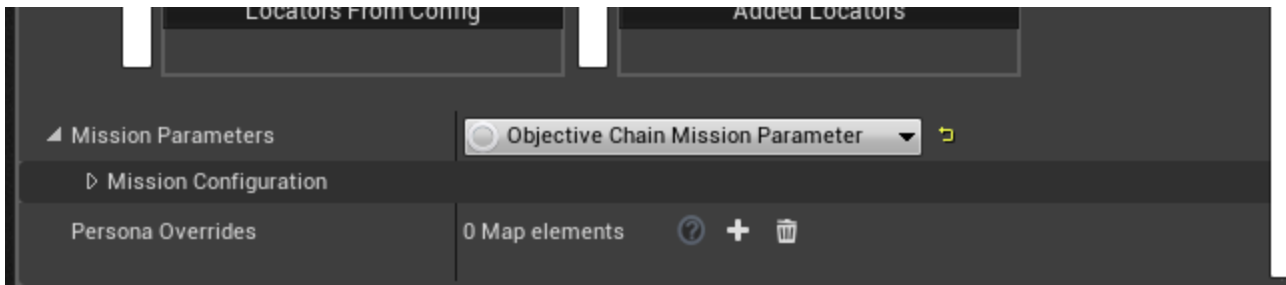 Locators From Config
Added Locators
Mission Parameters
Objective Chain Mission Parameter
Mission Configuration
Persona Overrides
0 Map elements